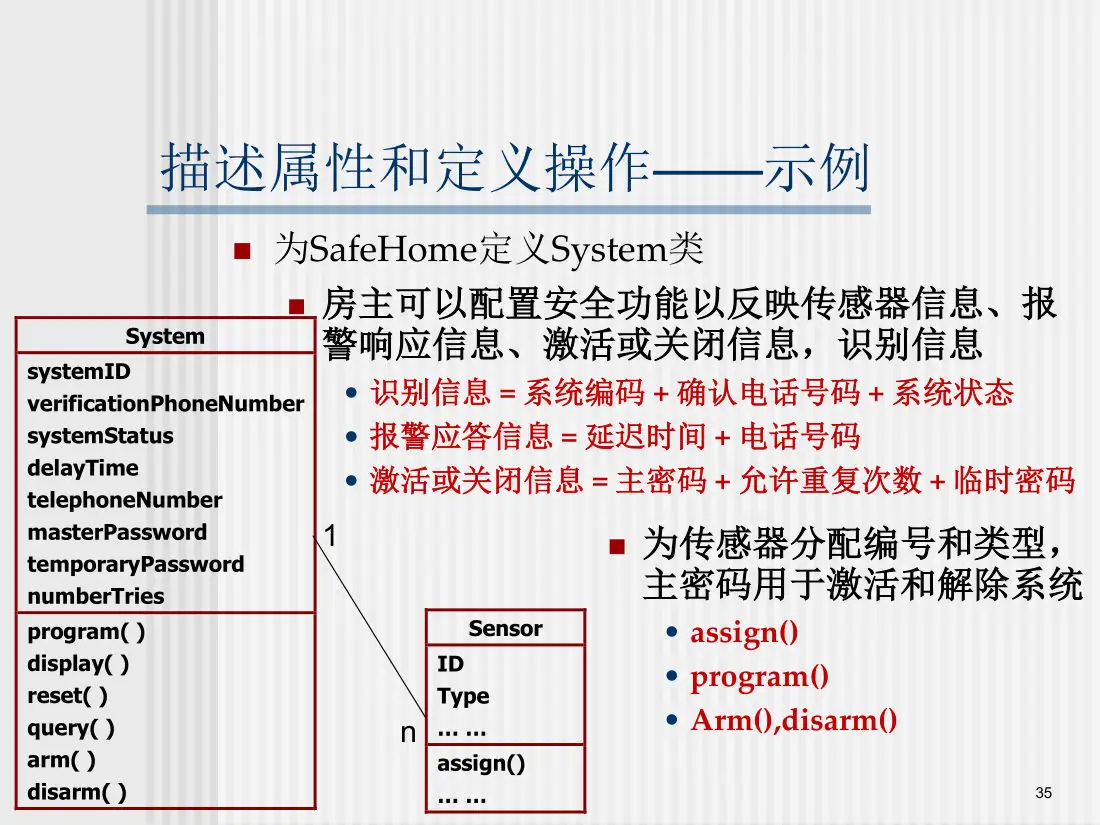 描述属性和定义操作——示例
■ 为SafeHome定义System类
■ 房主可以配置安全功能以反映传感器信息、报
警响应信息、激活或关闭信息，识别信息
• 识别信息 = 系统编码 + 确认电话号码 + 系统状态
• 报警应答信息 = 延迟时间 + 电话号码
• 激活或关闭信息 = 主密码 + 允许重复次数 + 临时密码
System
systemID
verificationPhoneNumber
systemStatus
delayTime
telephoneNumber
masterPassword
temporaryPassword
numberTries
program( )
display( )
reset( )
query( )
arm( )
disarm( )
1
n
Sensor
ID
Type
... ...
assign()
... ...
■ 为传感器分配编号和类型，
主密码用于激活和解除系统
• assign()
• program()
• Arm(),disarm()
35